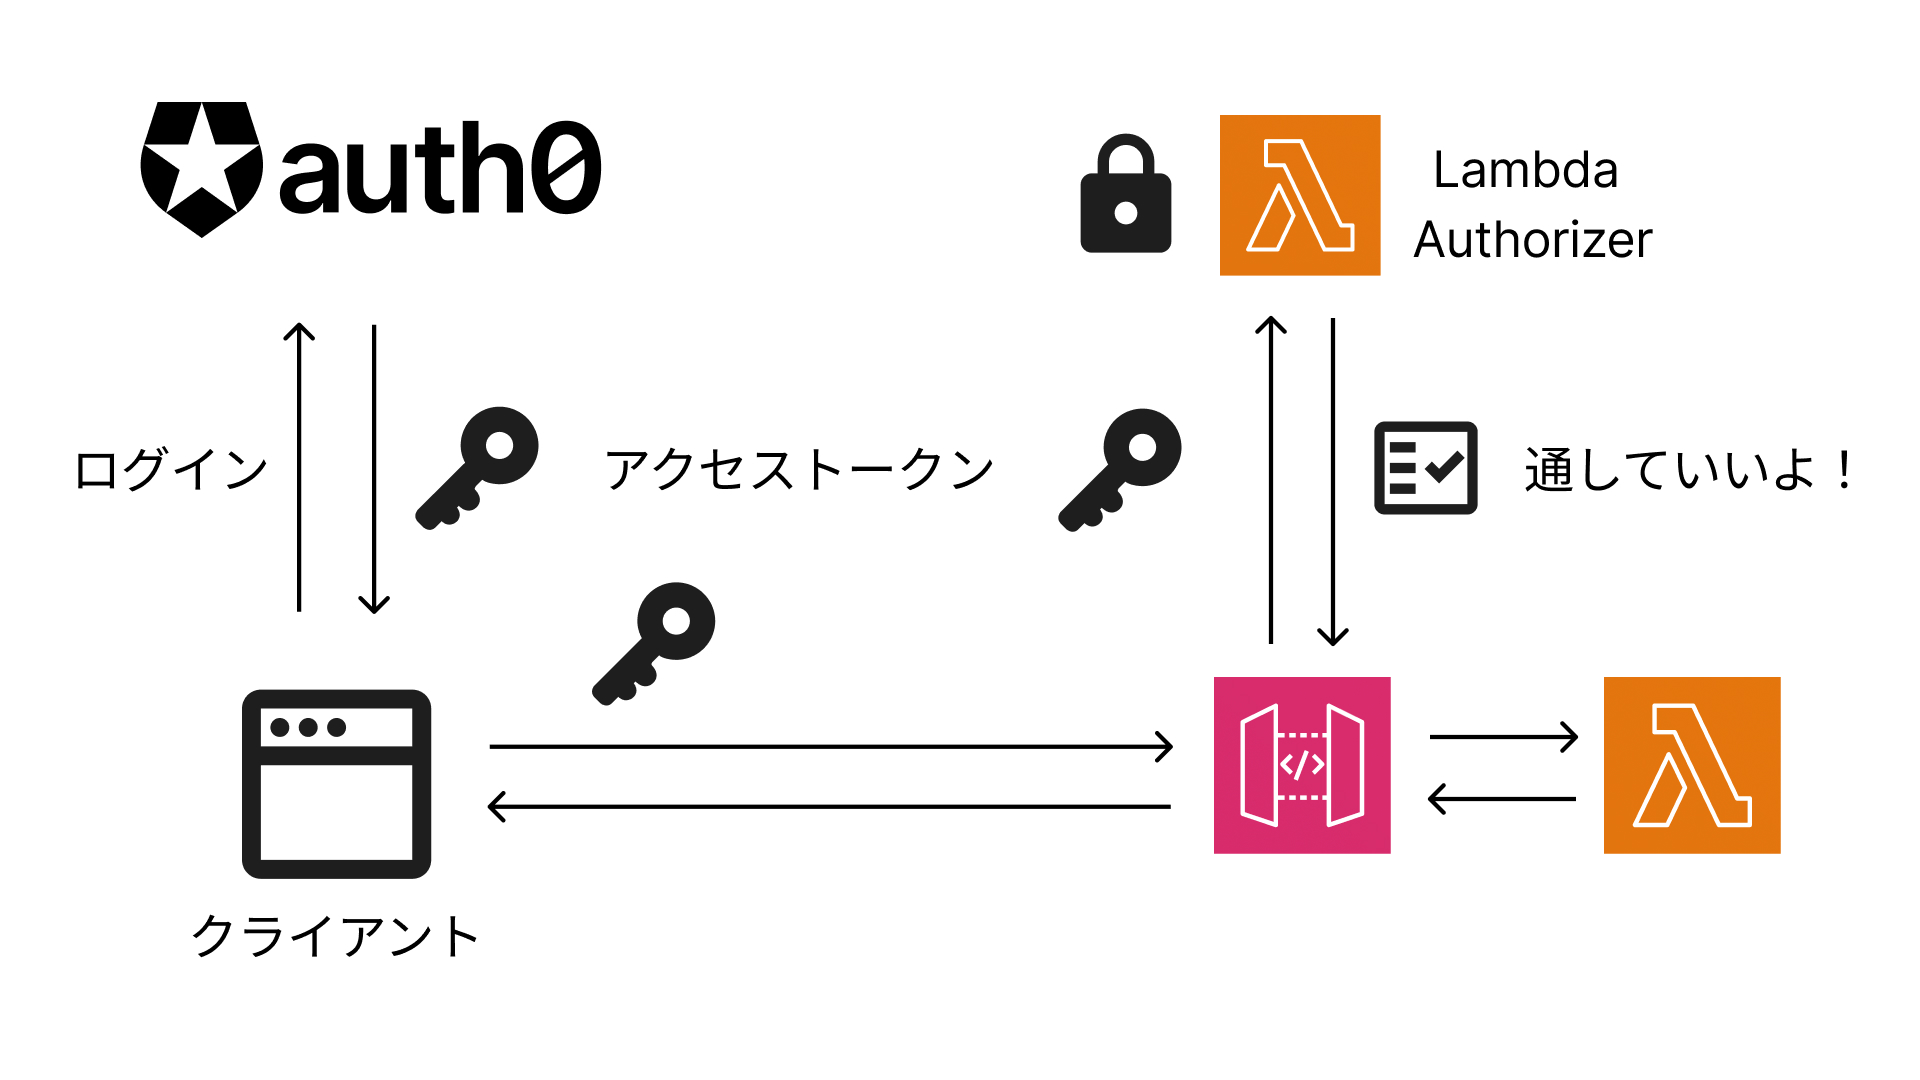 auth0
Lambda
Authorizer
ログイン
アクセストークン
通していいよ！
</>
クライアント